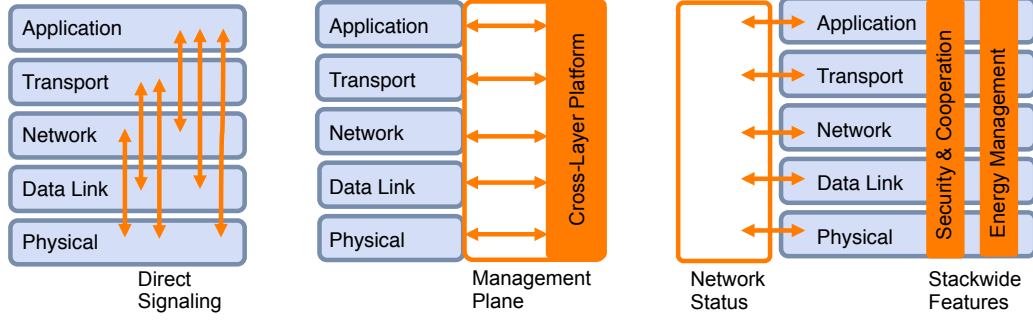 Application
Transport
Network
Data Link
Physical
Direct
Signaling
Application
Transport
Network
Data Link
Physical
Cross-Layer Platform
Management
Plane
Application
Transport
Network
Data Link
Physical
Security & Cooperation
Energy Management
Network
Status
Stackwide
Features